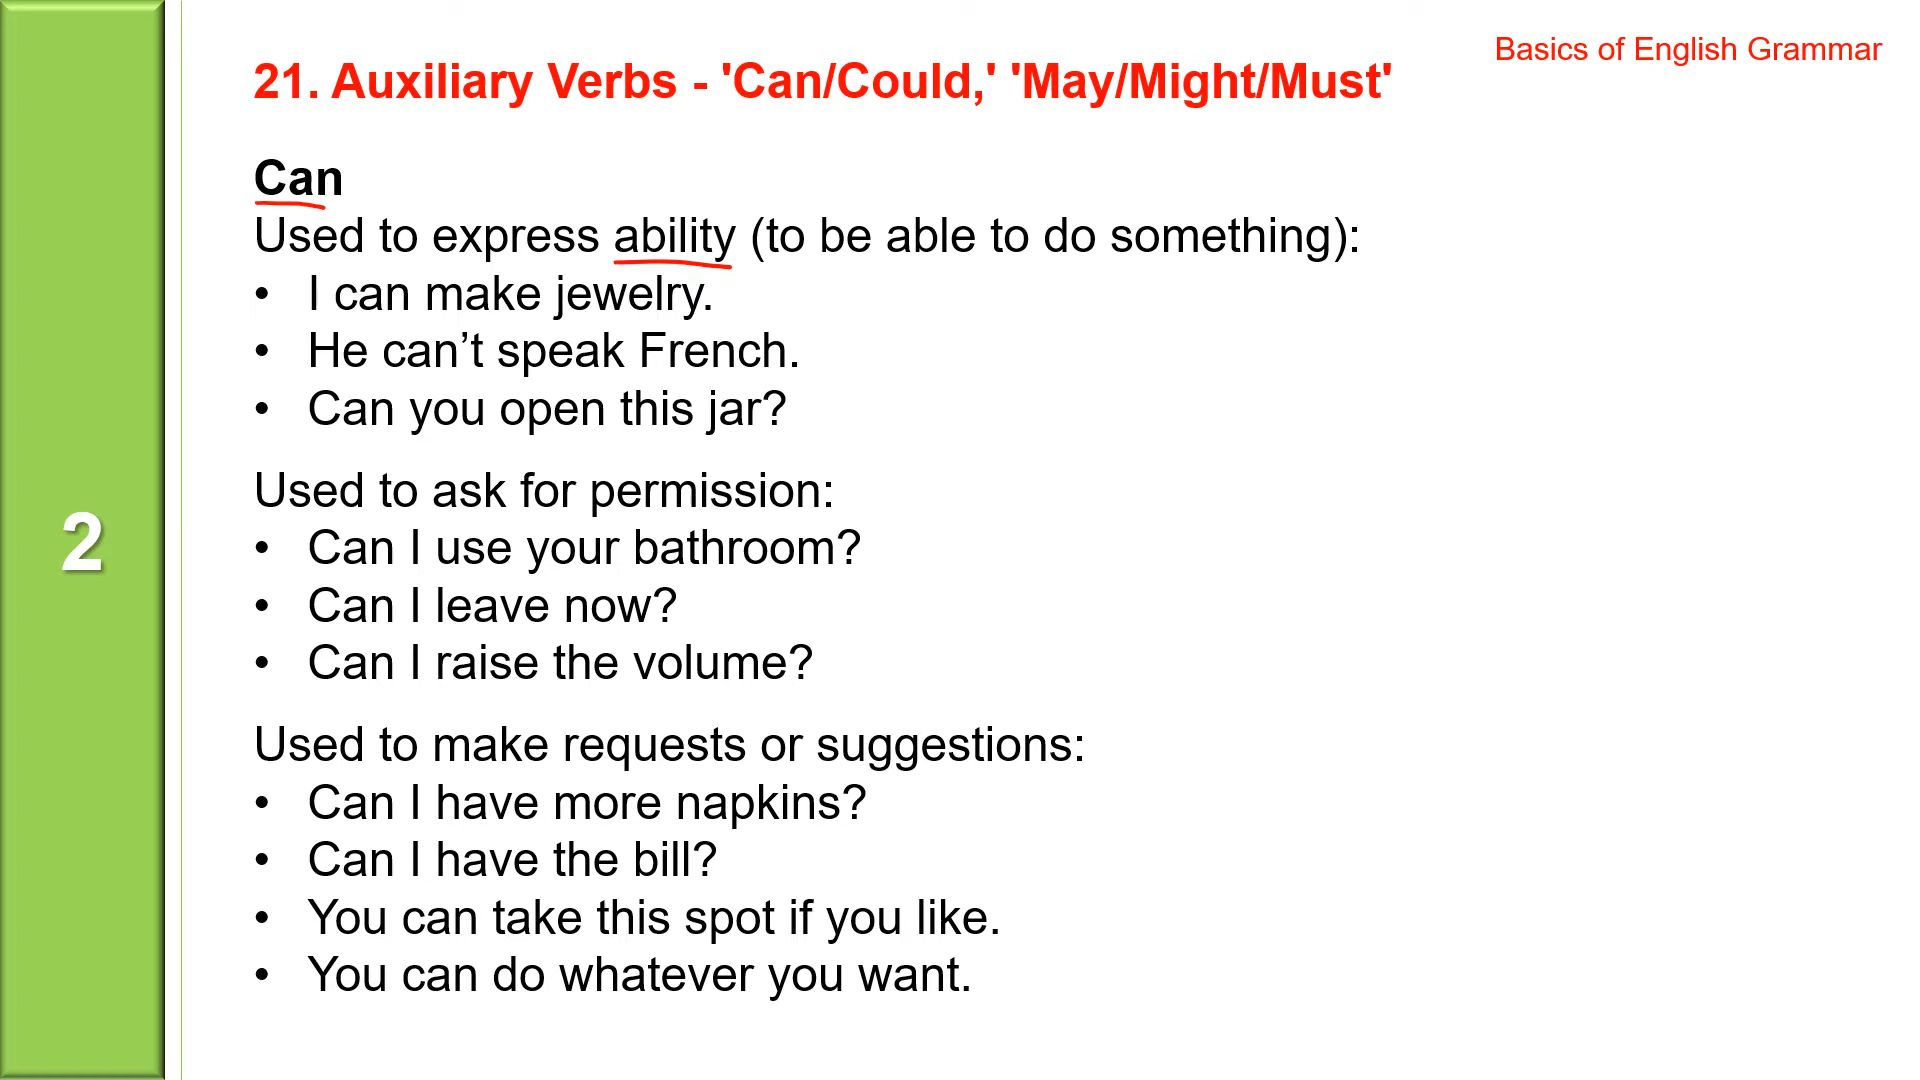 Basics of English Grammar
21. Auxiliary Verbs - 'Can/Could,' 'May/Might/Must'
Can
Used to express ability (to be able to do something):
• I can make jewelry.
• He can’t speak French.
• Can you open this jar?
Used to ask for permission:
• Can I use your bathroom?
• Can I leave now?
• Can I raise the volume?
Used to make requests or suggestions:
• Can I have more napkins?
• Can I have the bill?
• You can take this spot if you like.
• You can do whatever you want.
2